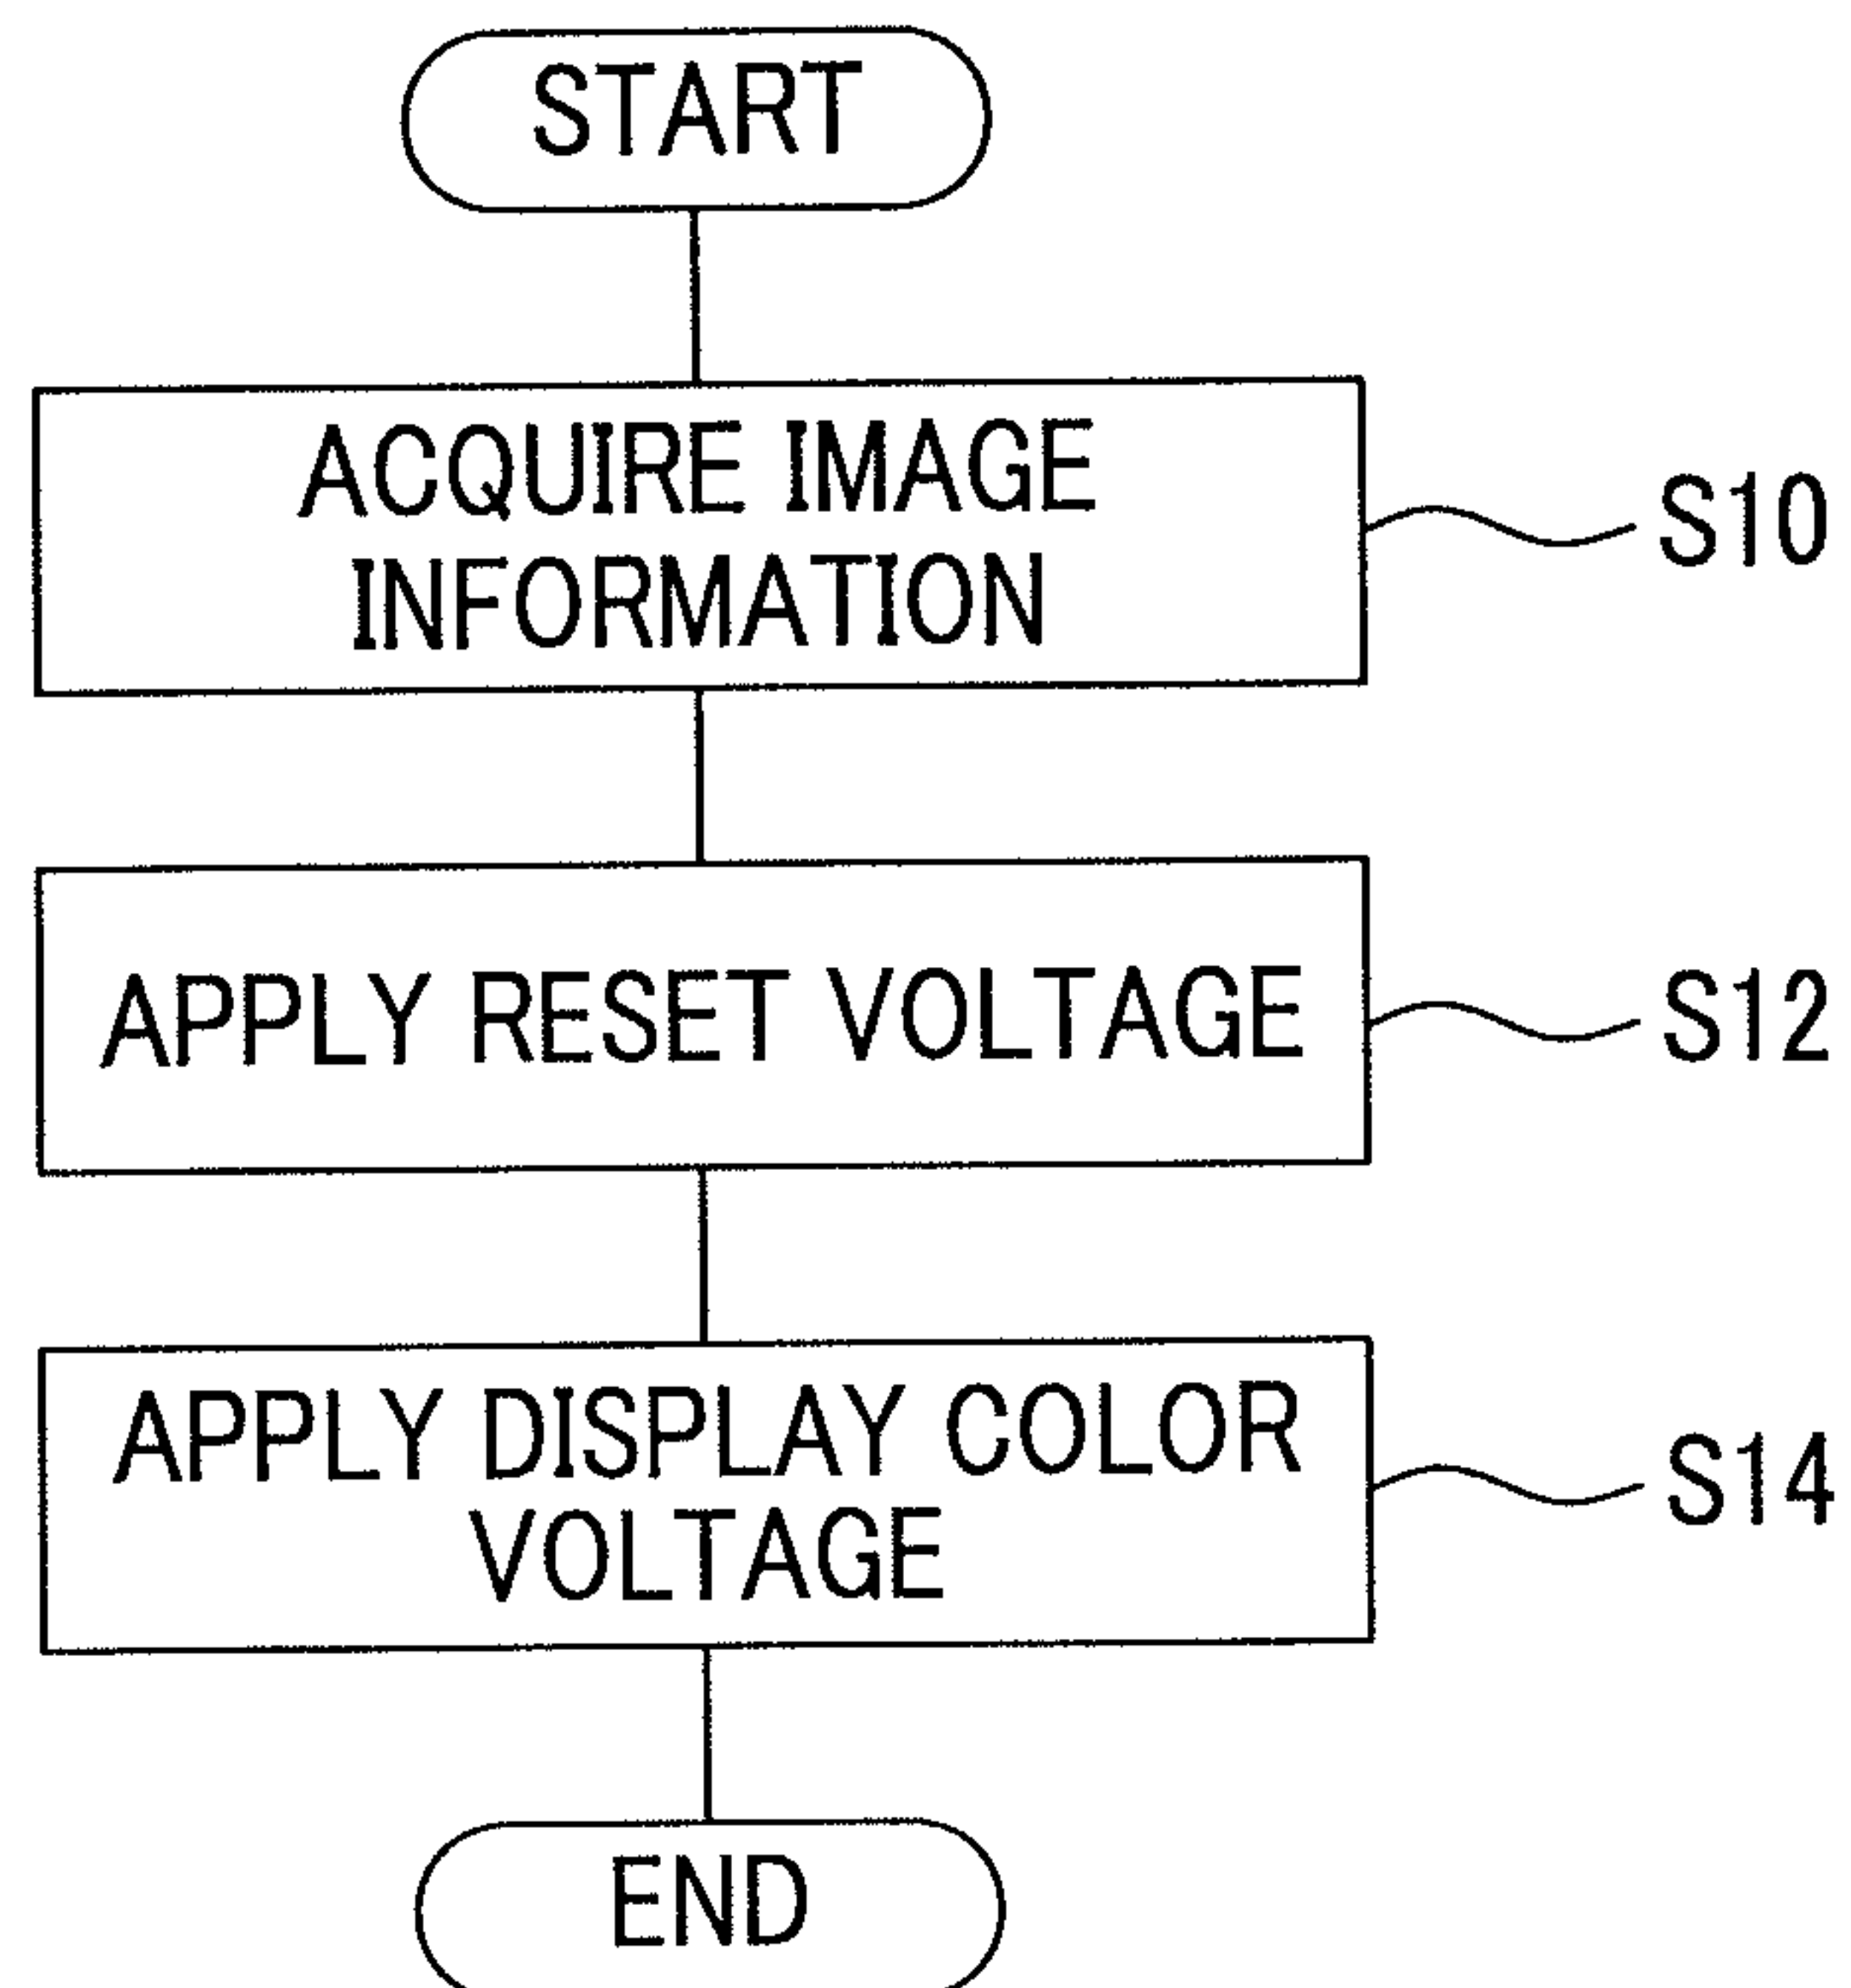 START
ACQUIRE IMAGE
INFORMATION
S10
APPLY RESET VOLTAGE
S12
APPLY DISPLAY COLOR
VOLTAGE
S14
END